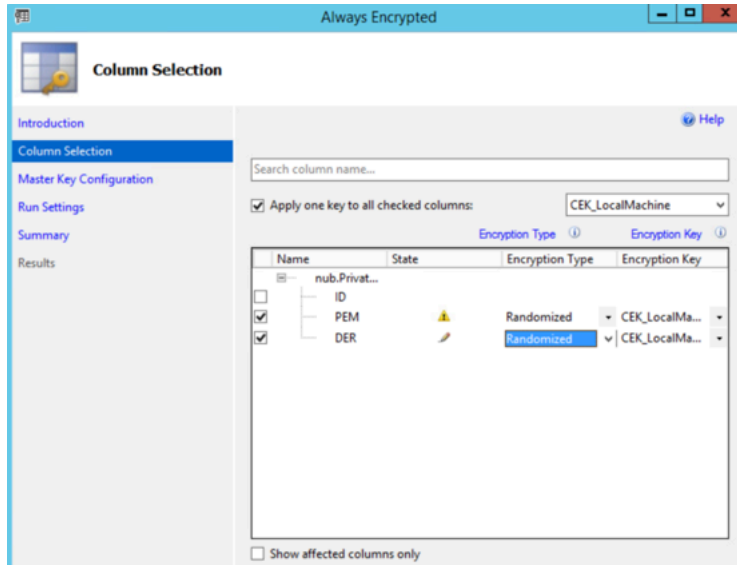 Always Encrypted
Column Selection
Introduction
Column Selection
Master Key Configuration
Run Settings
Summary
Results
Help
Search column name...
Apply one key to all checked columns: CEK_LocalMachine
Encryption Type Encryption Key
Name State Encryption Type Encryption Key
nub.Privat...
ID
PEM Randomized CEK_LocalMa...
DER Randomized CEK_LocalMa...
Show affected columns only